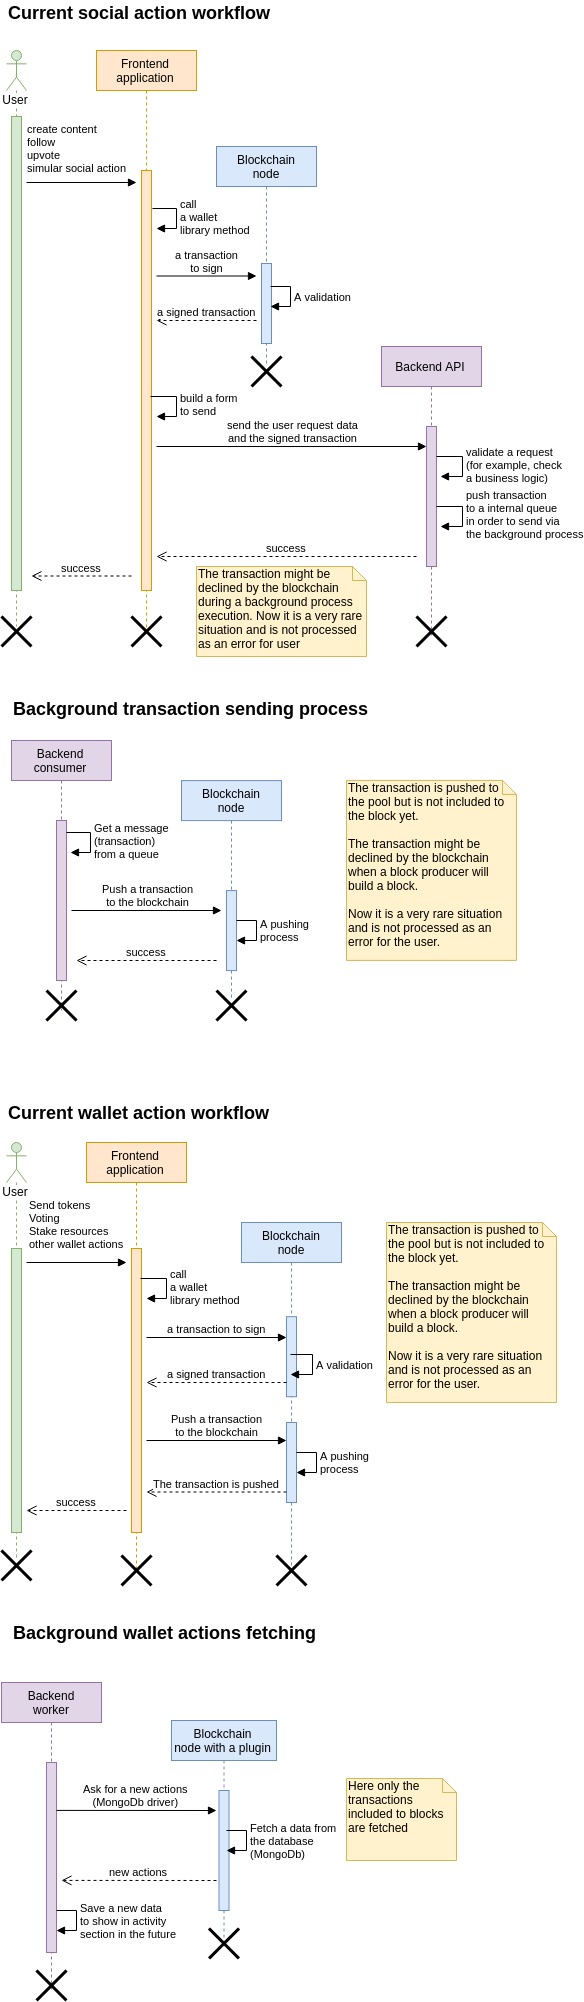 Current social action workflow
User
Frontend
application
create content
follow
upvote
simular social action
Blockchain
node
call
a wallet
library method
a transaction
to sign
A validation
a signed transaction
Backend API
build a form
to send
send the user request data
and the signed transaction
validate a request
(for example, check
a business logic)
push transaction
to a internal queue
in order to send via
the background process
success
success
The transaction might be
declined by the blockchain
during a background process
execution. Now it is a very rare
situation and is not processed
as an error for user
Background transaction sending process
Backend
consumer
Blockchain
node
The transaction is pushed to
the pool but is not included to
the block yet.
The transaction might be
declined by the blockchain
when a block producer will
build a block.
Now it is a very rare situation
and is not processed as an
error for the user.
Get a message
(transaction)
from a queue
Push a transaction
to the blockchain
A pushing
process
success
Current wallet action workflow
User
Frontend
application
Send tokens
Voting
Stake resources
other wallet actions
Blockchain
node
The transaction is pushed to
the pool but is not included to
the block yet.
The transaction might be
declined by the blockchain
when a block producer will
build a block.
Now it is a very rare situation
and is not processed as an
error for the user.
call
a wallet
library method
a transaction to sign
A validation
a signed transaction
Push a transaction
to the blockchain
A pushing
process
The transaction is pushed
success
Background wallet actions fetching
Backend
worker
Blockchain
node with a plugin
Ask for a new actions
(MongoDb driver)
Here only the
transactions
included to blocks
are fetched
Fetch a data from
the database
(MongoDb)
new actions
Save a new data
to show in activity
section in the future